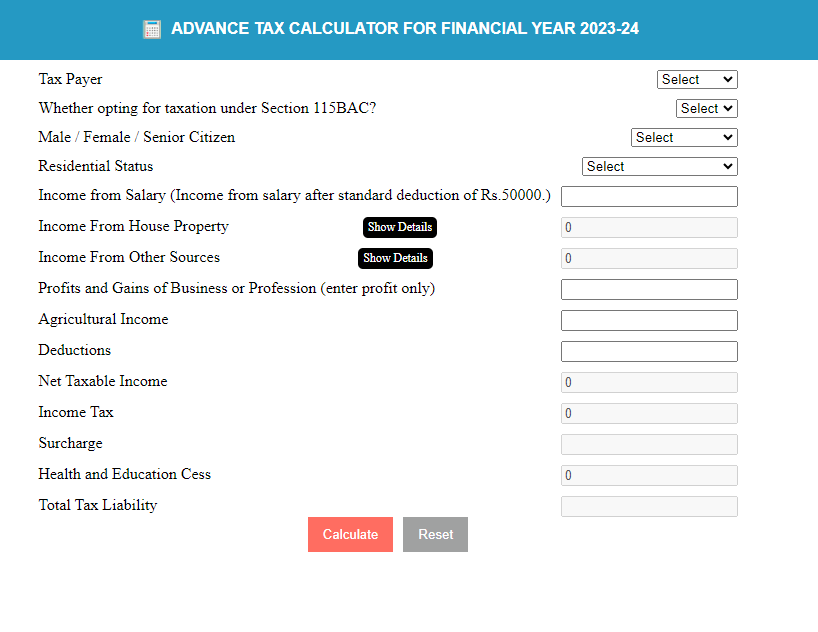 ADVANCE TAX CALCULATOR FOR FINANCIAL YEAR 2023-24
Tax Payer Select
Whether opting for taxation under Section 115BAC? Select
Male / Female / Senior Citizen Select
Residential Status Select
Income from Salary (Income from salary after standard deduction of Rs.50000.)
Income From House Property Show Details 0
Income From Other Sources Show Details 0
Profits and Gains of Business or Profession (enter profit only)
Agricultural Income
Deductions
Net Taxable Income 0
Income Tax 0
Surcharge
Health and Education Cess 0
Total Tax Liability
Calculate Reset